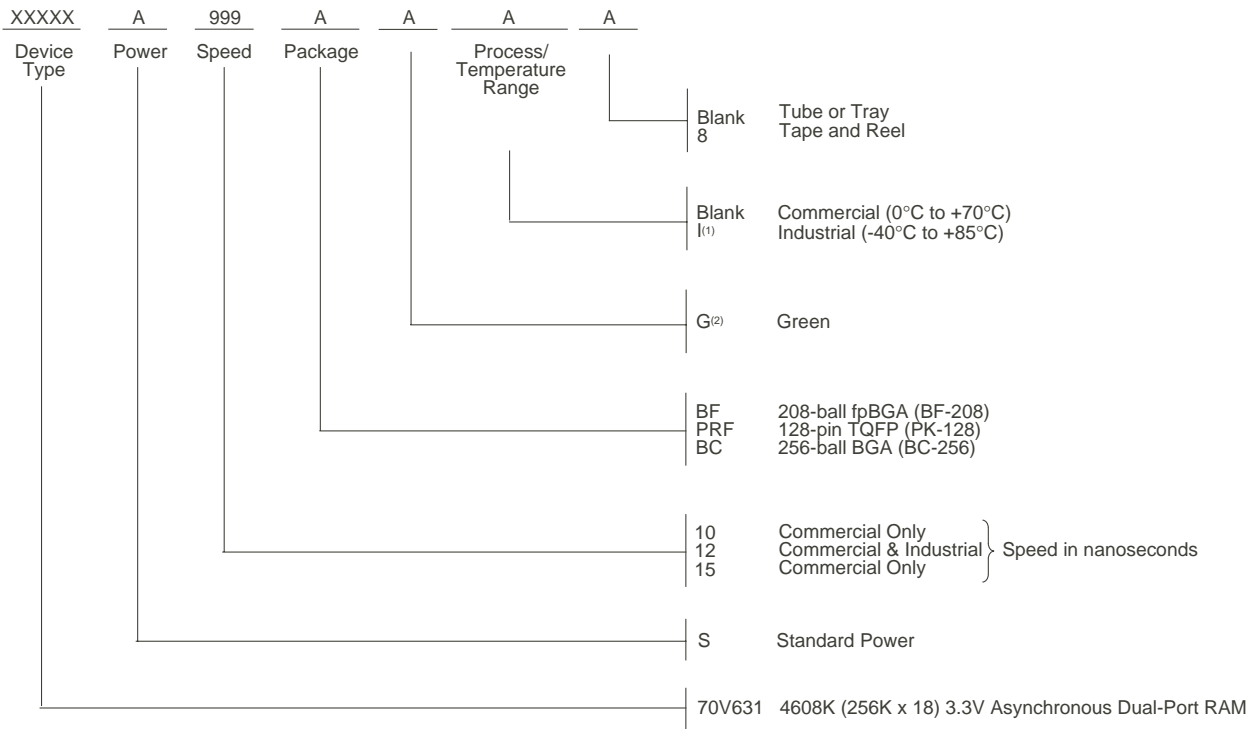 XXXXX A 999 A A A A
Device Type Power Speed Package Process/ Temperature Range
Blank Tube or Tray
8 Tape and Reel
Blank Commercial (0°C to +70°C)
I(1) Industrial (-40°C to +85°C)
G(2) Green
BF 208-ball fpBGA (BF-208)
PRF 128-pin TQFP (PK-128)
BC 256-ball BGA (BC-256)
10 Commercial Only
12 Commercial & Industrial Speed in nanoseconds
15 Commercial Only
S Standard Power
70V631 4608K (256K x 18) 3.3V Asynchronous Dual-Port RAM